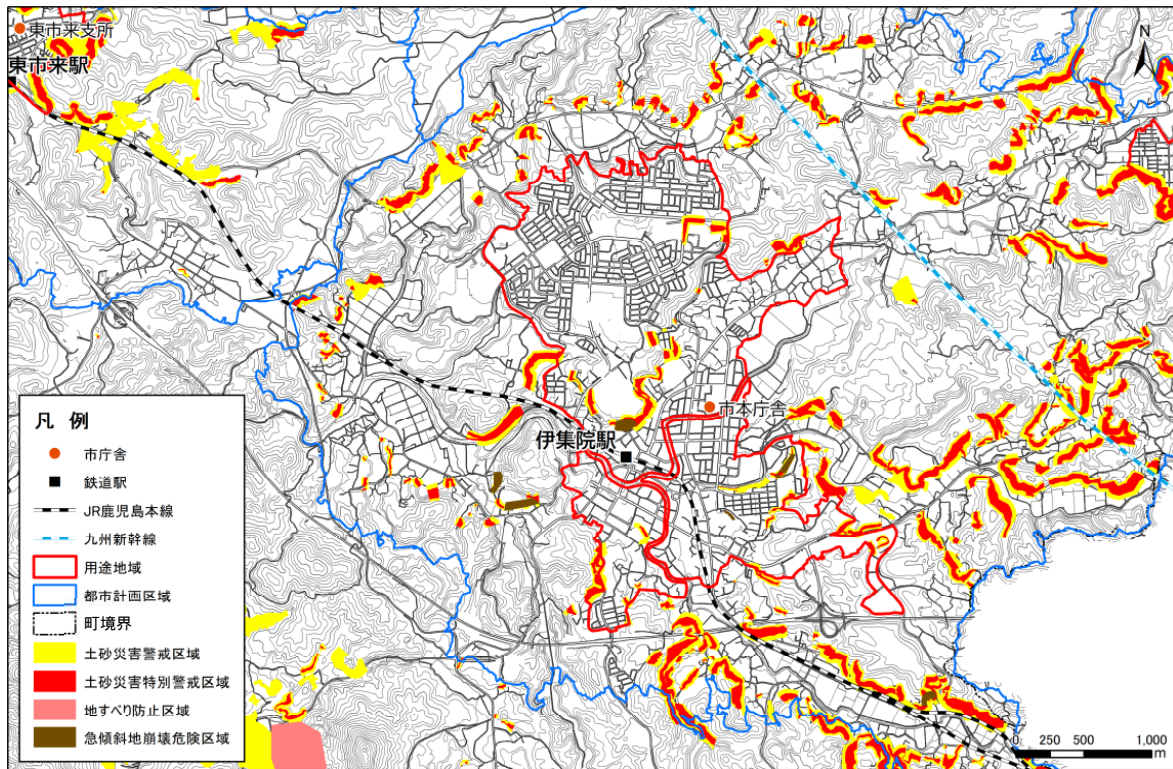 東市来支所
東市来駅
N
市本庁舎
伊集院駅
凡 例
市庁舎
鉄道駅
JR鹿児島本線
九州新幹線
用途地域
都市計画区域
町境界
土砂災害警戒区域
土砂災害特別警戒区域
地すべり防止区域
急傾斜地崩壊危険区域
0 250 500 1,000
m